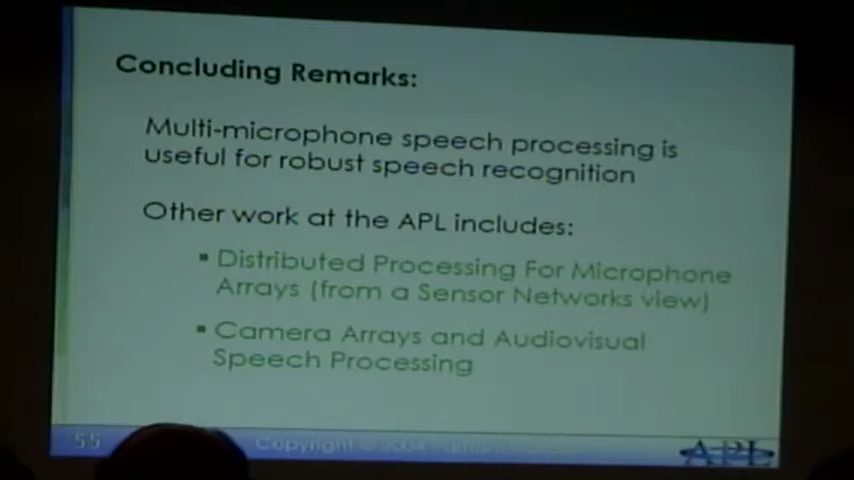 Concluding Remarks:
Multi-microphone speech processing is
useful for robust speech recognition
Other work at the APL includes:
▪ Distributed Processing For Microphone
Arrays (from a Sensor Networks view)
▪ Camera Arrays and Audiovisual
Speech Processing
55
Copyright
APL